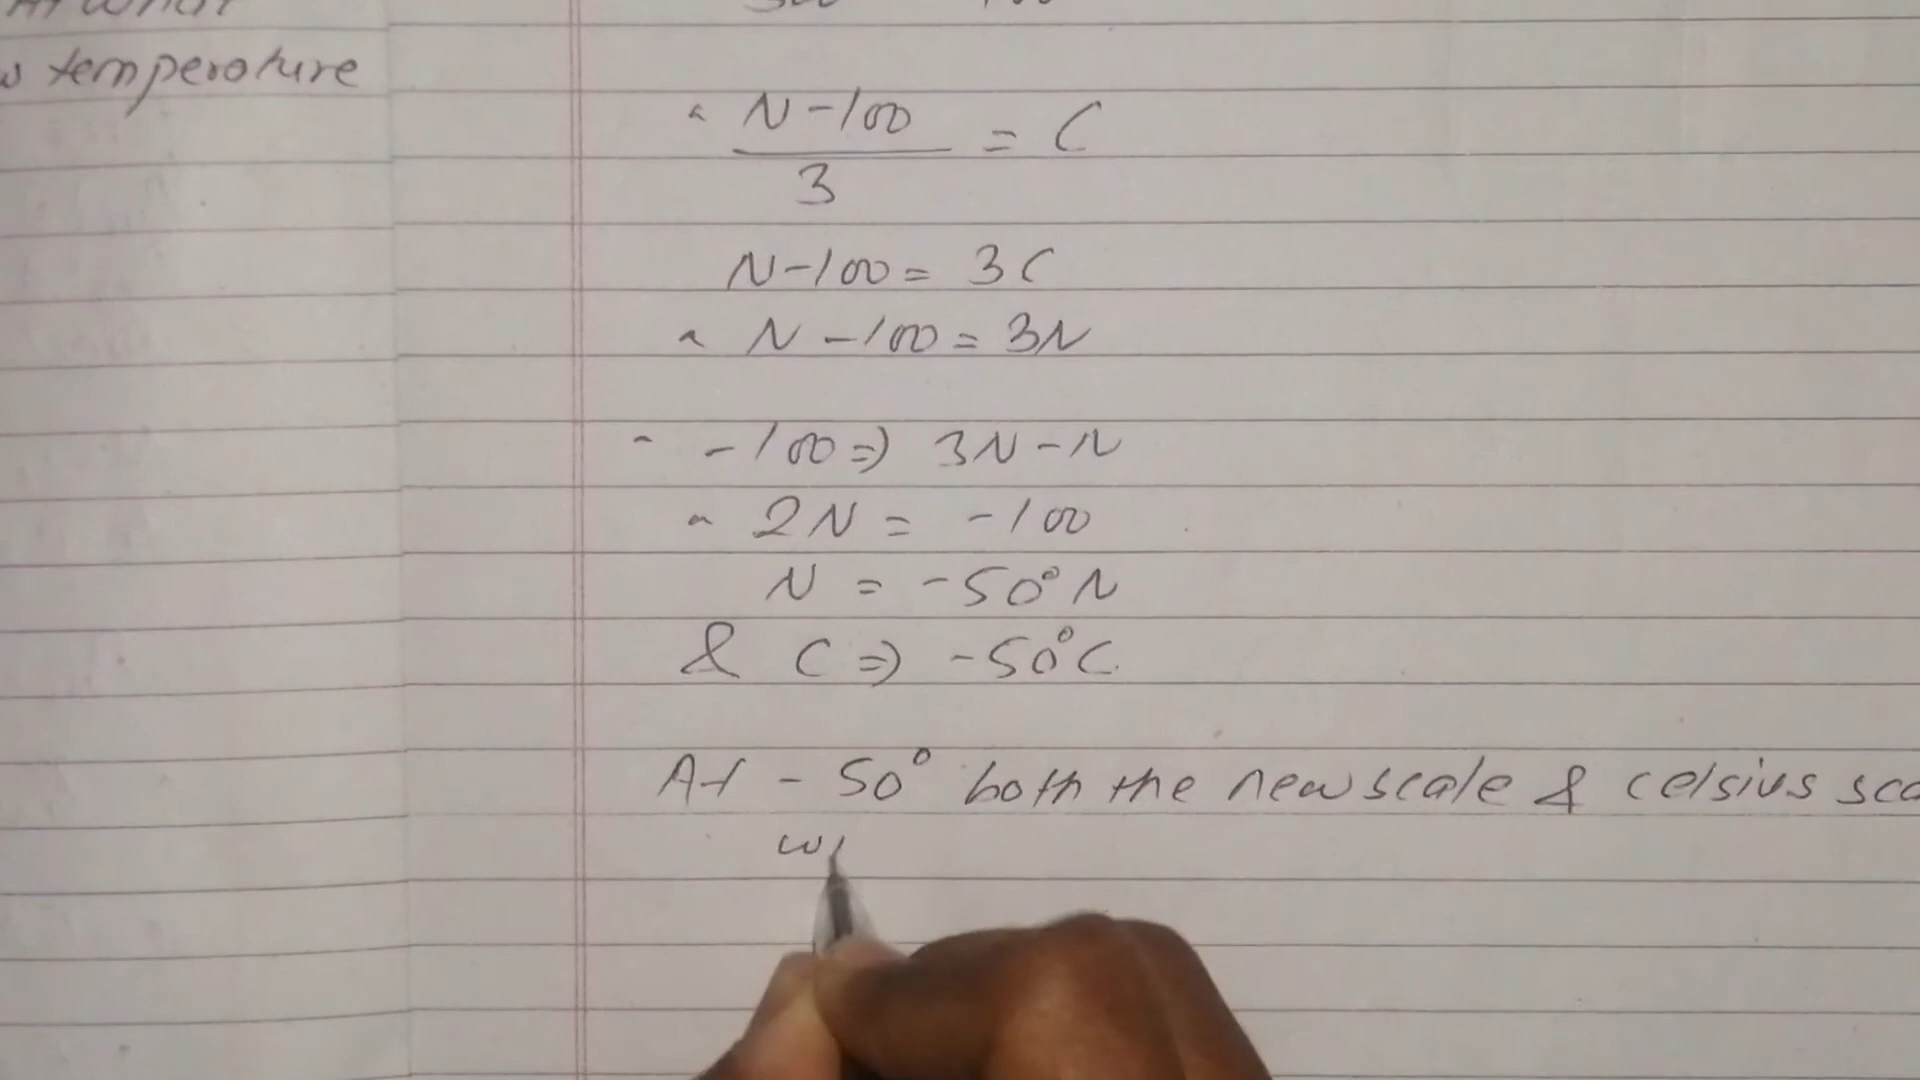 temperature
N-100
――― = C
3
N-100 = 3C
N-100 = 3N
-100 => 3N-N
2N = -100
N = -50°N
& C => -50°C.
At -50° both the new scale & celsius sca